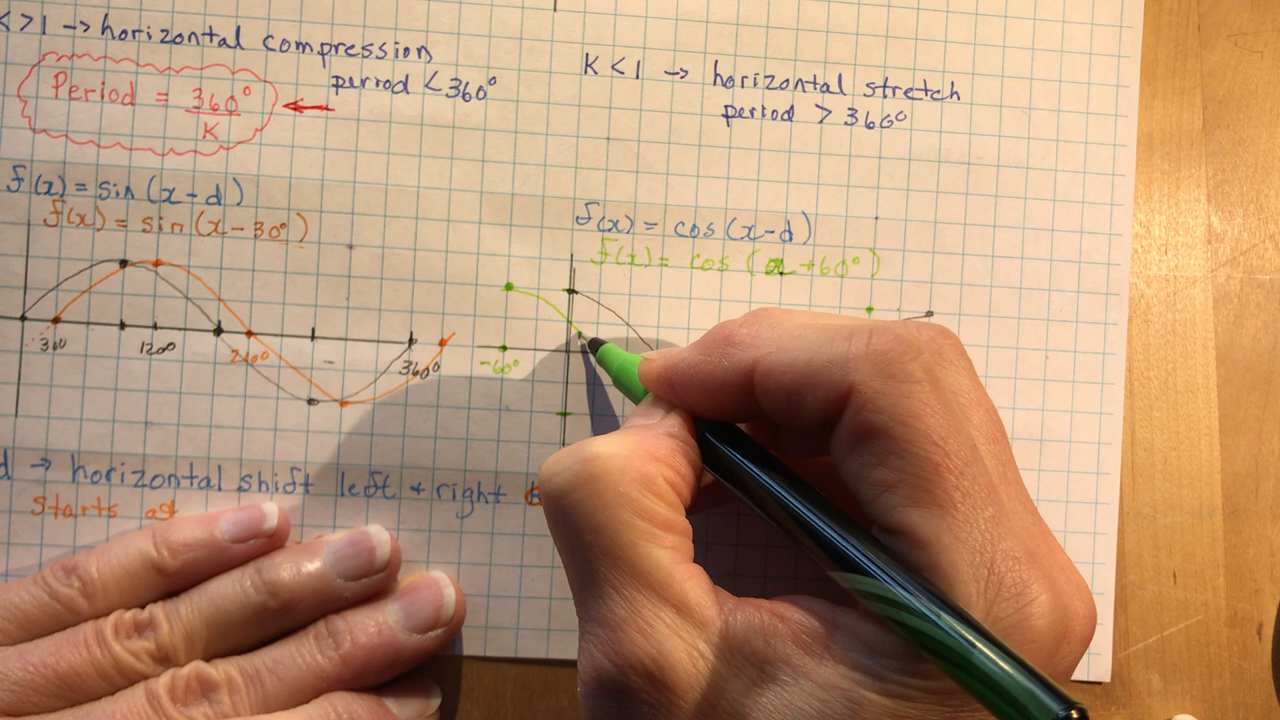 K>1 → horizontal compression
period < 360°
Period = 360°
K
K<1 → horizontal stretch
period > 360°
f(x) = sin(x-d)
f(x) = sin(x-30°)
30° 120° 210° 360°
f(x) = cos(x-d)
f(x) = cos(x+60°)
-60°
d → horizontal shift left + right
Starts at